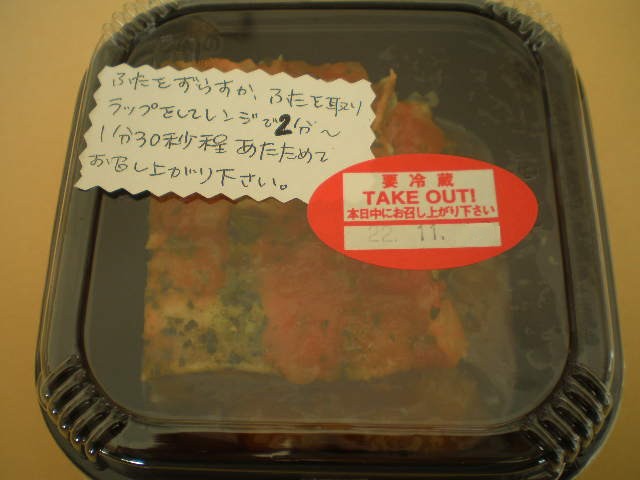 ふたをずらすか、ふたを取り
ラップをしてレンジで2分～
1分30秒程あたためて
お召し上がり下さい。
要冷蔵
TAKE OUT!
本日中にお召し上がり下さい
22. 11.